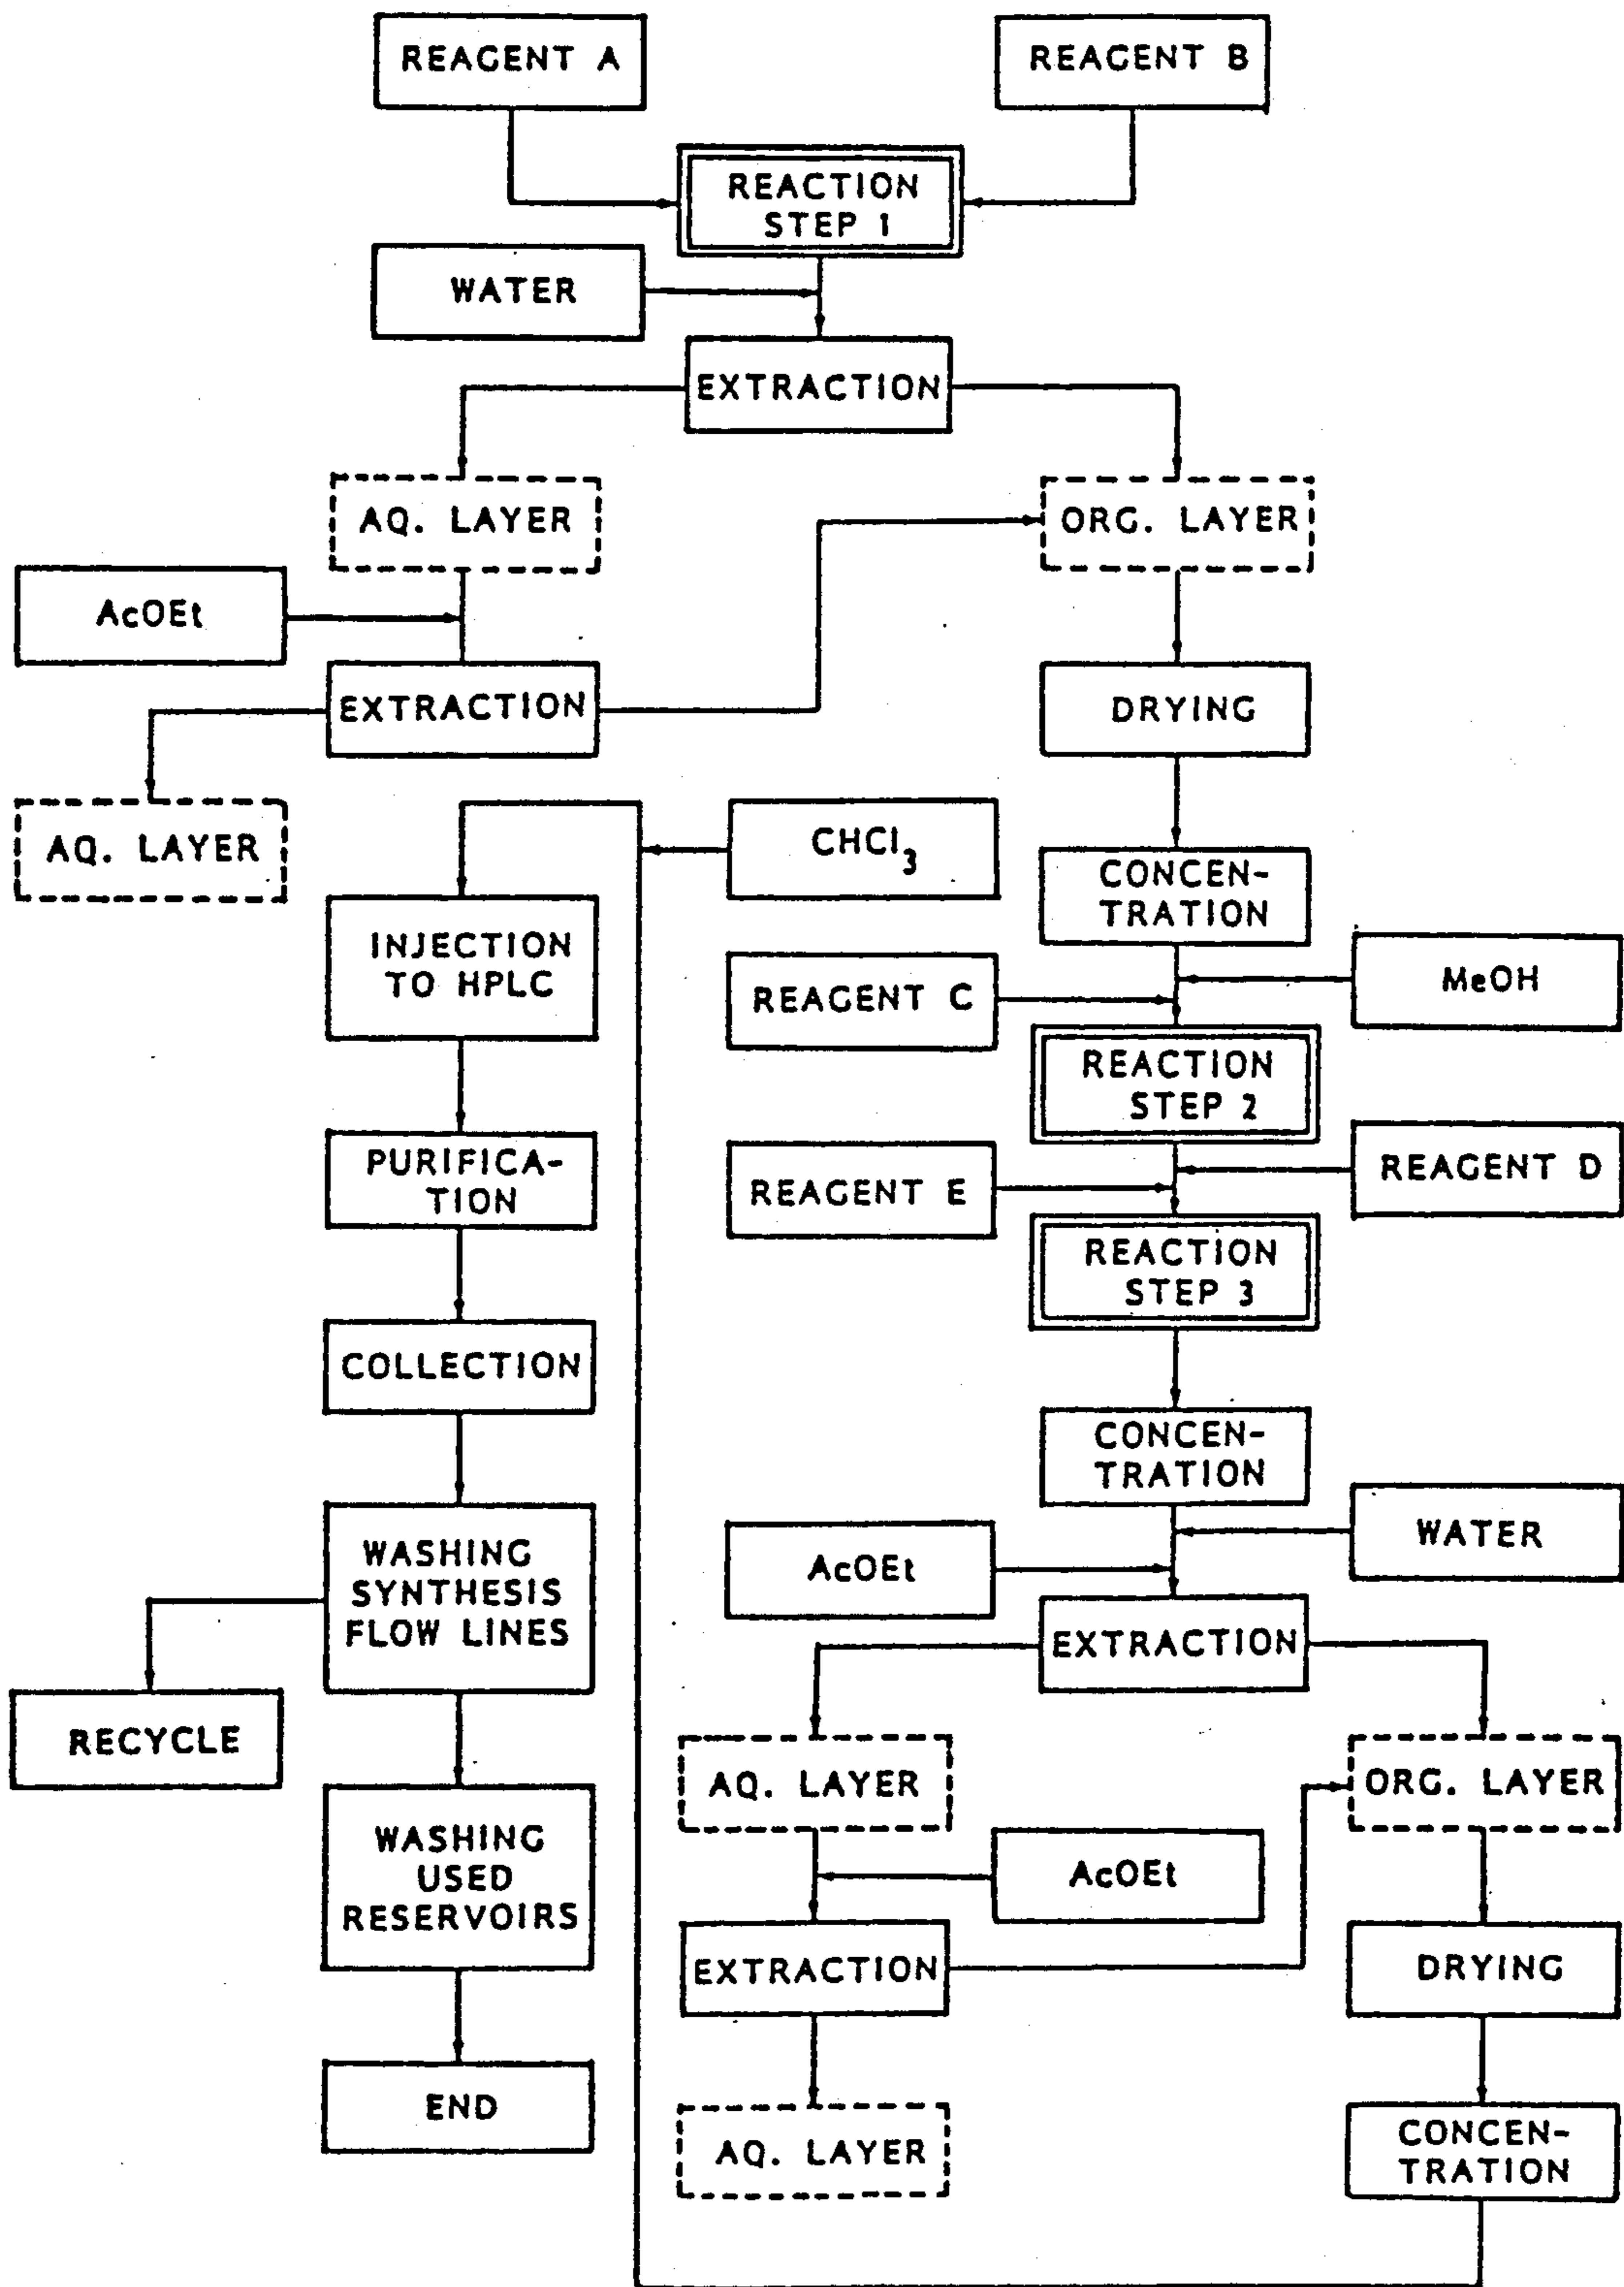 REAGENT A
REAGENT B
REACTION
STEP 1
WATER
EXTRACTION
AQ. LAYER
ORG. LAYER
AcOEt
EXTRACTION
DRYING
AQ. LAYER
CHCl3
CONCEN-
TRATION
INJECTION
TO HPLC
REAGENT C
MeOH
REACTION
STEP 2
PURIFICA-
TION
REAGENT E
REAGENT D
REACTION
STEP 3
COLLECTION
CONCEN-
TRATION
WASHING
SYNTHESIS
FLOW LINES
AcOEt
WATER
EXTRACTION
RECYCLE
AQ. LAYER
ORG. LAYER
WASHING
USED
RESERVOIRS
AcOEt
EXTRACTION
DRYING
END
AQ. LAYER
CONCEN-
TRATION